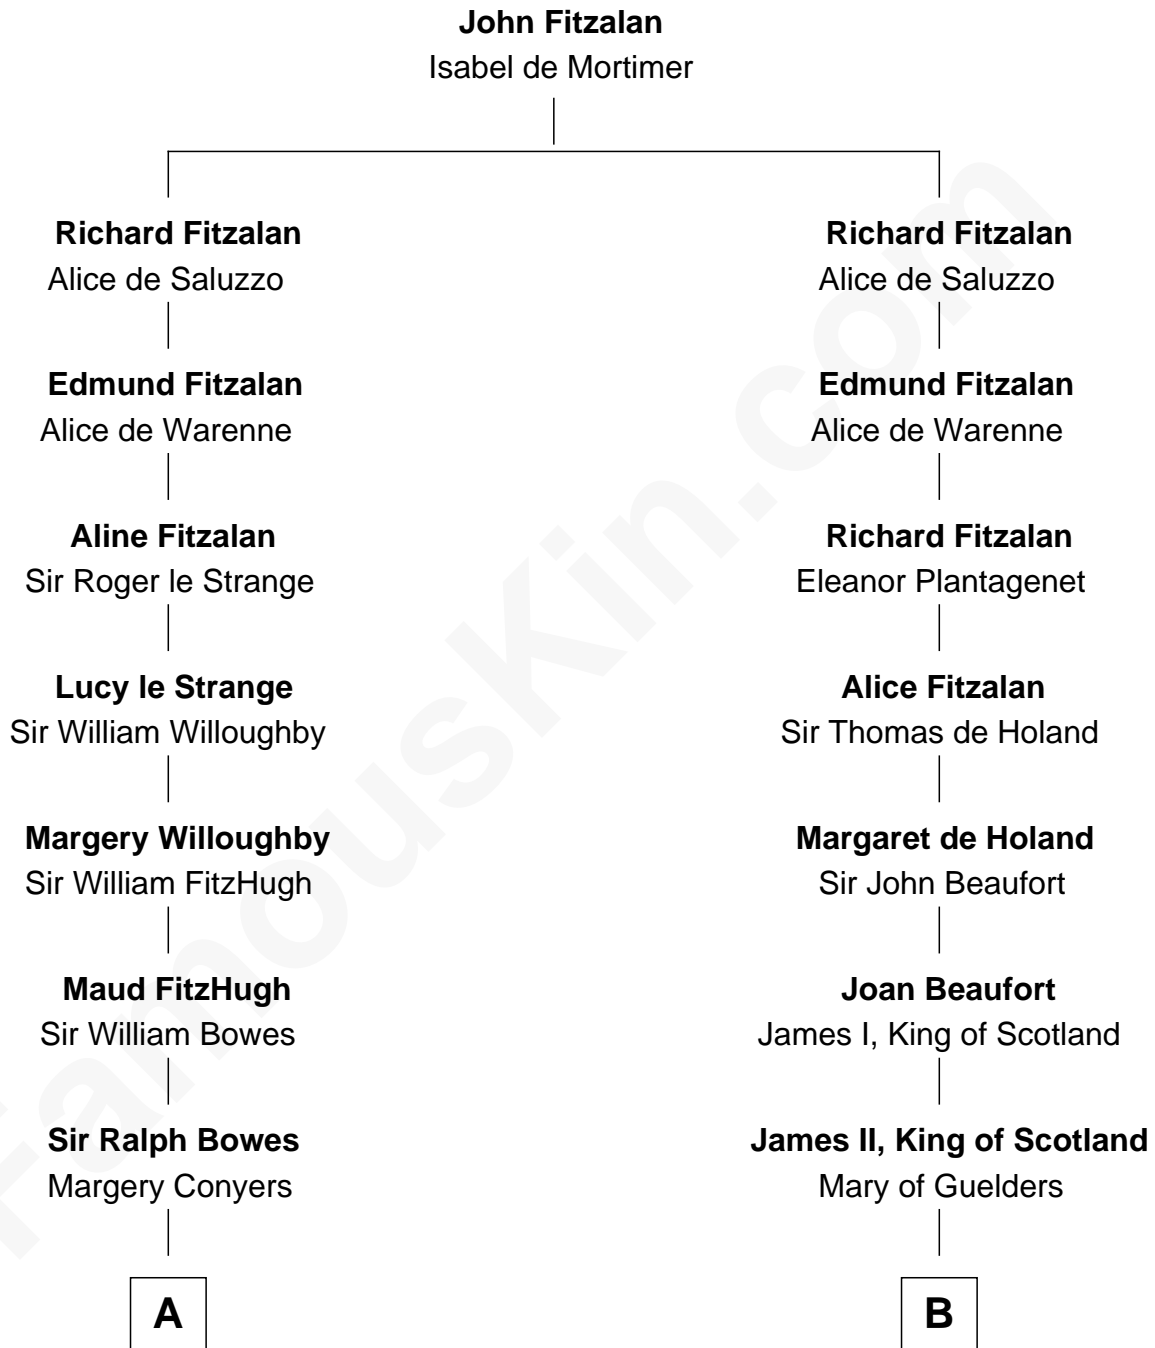 John Fitzalan
Isabel de Mortimer
Richard Fitzalan
Alice de Saluzzo
Edmund Fitzalan
Alice de Warenne
Aline Fitzalan
Sir Roger le Strange
Lucy le Strange
Sir William Willoughby
Margery Willoughby
Sir William FitzHugh
Maud FitzHugh
Sir William Bowes
Sir Ralph Bowes
Margery Conyers
A
Richard Fitzalan
Alice de Saluzzo
Edmund Fitzalan
Alice de Warenne
Richard Fitzalan
Eleanor Plantagenet
Alice Fitzalan
Sir Thomas de Holand
Margaret de Holand
Sir John Beaufort
Joan Beaufort
James I, King of Scotland
James II, King of Scotland
Mary of Guelders
B
FamousKin.com